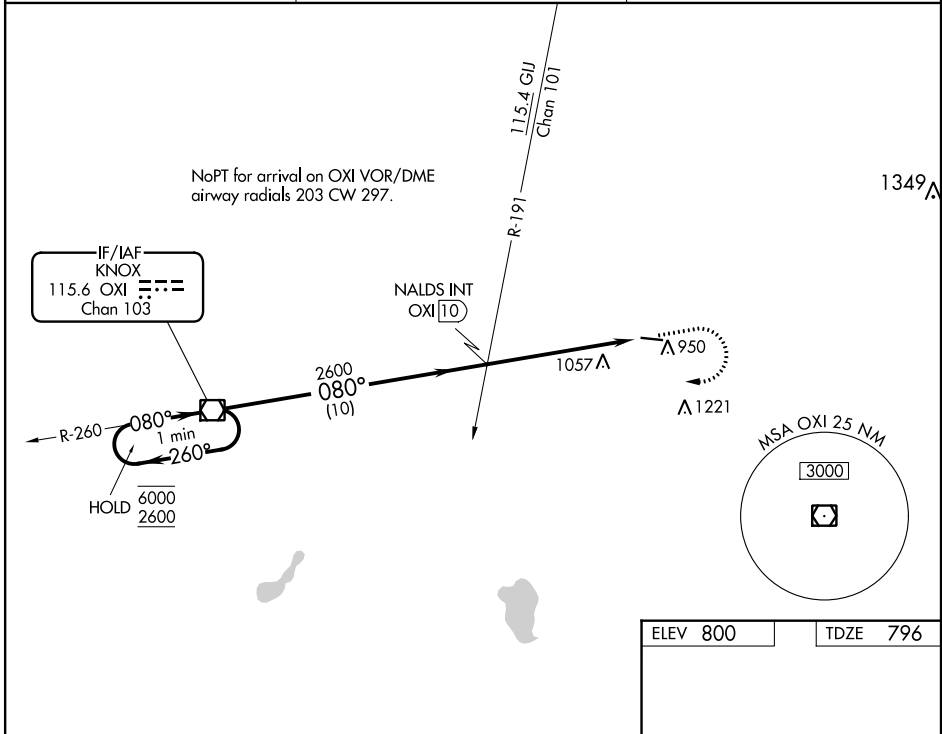 115.4 GIJ
Chan 101
R-191
NoPT for arrival on OXI VOR/DME
airway radials 203 CW 297.
1349
IF/IAF
KNOX
115.6 OXI
Chan 103
NALDS INT
OXI 10
2600
080°
(10)
1057
950
1221
R-260
080°
1 min
260°
HOLD 6000
2600
MSA OXI 25 NM
3000
ELEV 800
TDZE 796